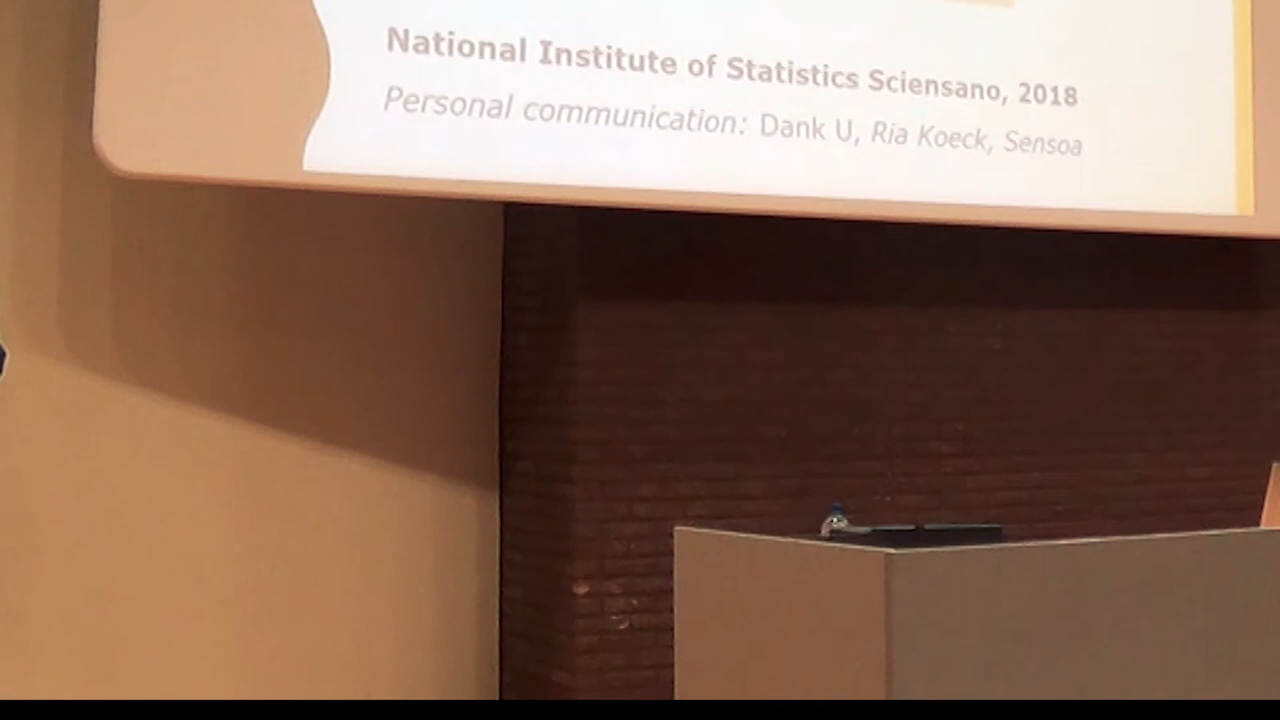 National Institute of Statistics Sciensano, 2018
Personal communication: Dank U, Ria Koeck, Sensoa